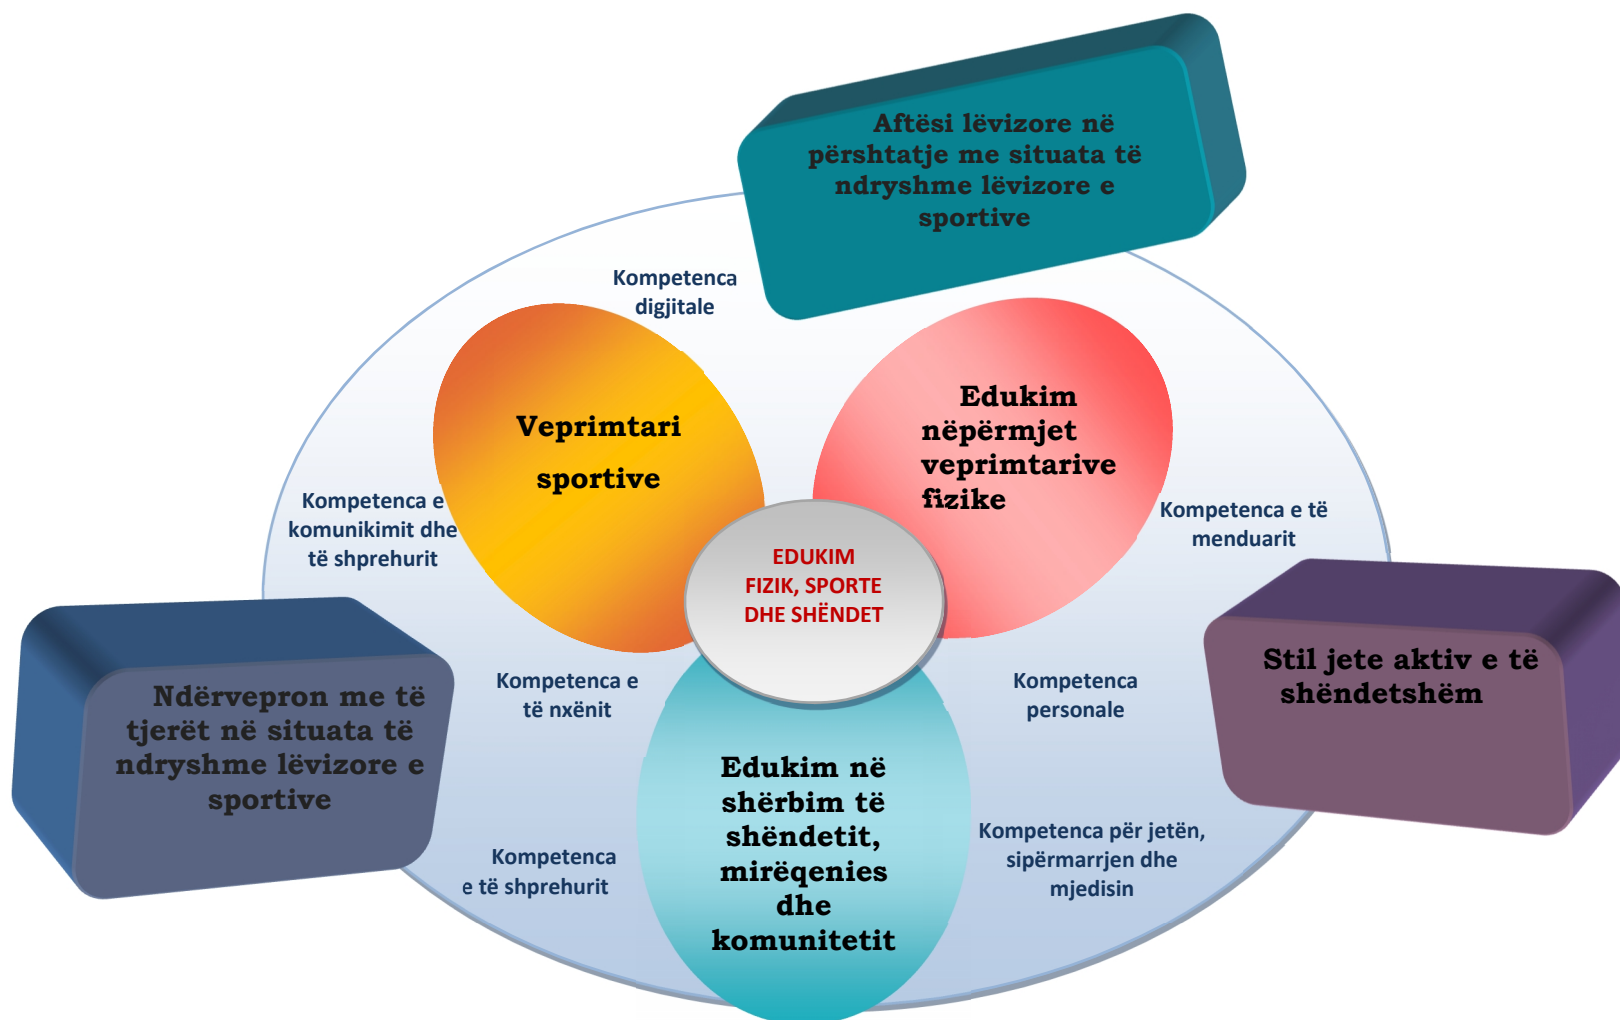 Aftësi lëvizore në
përshtatje me situata të
ndryshme lëvizore e
sportive
Kompetenca
digjitale
Veprimtari
sportive
Edukim
nëpërmjet
veprimtarive
fizike
Kompetenca e
komunikimit dhe
të shprehurit
Kompetenca e të
menduarit
EDUKIM
FIZIK, SPORTE
DHE SHËNDET
Ndërvepron me të
tjerët në situata të
ndryshme lëvizore e
sportive
Kompetenca e
të nxënit
Kompetenca
personale
Stil jete aktiv e të
shëndetshëm
Edukim në
shërbim të
shëndetit,
mirëqenies
dhe
komunitetit
Kompetenca
e të shprehurit
Kompetenca për jetën,
sipërmarrjen dhe
mjedisin